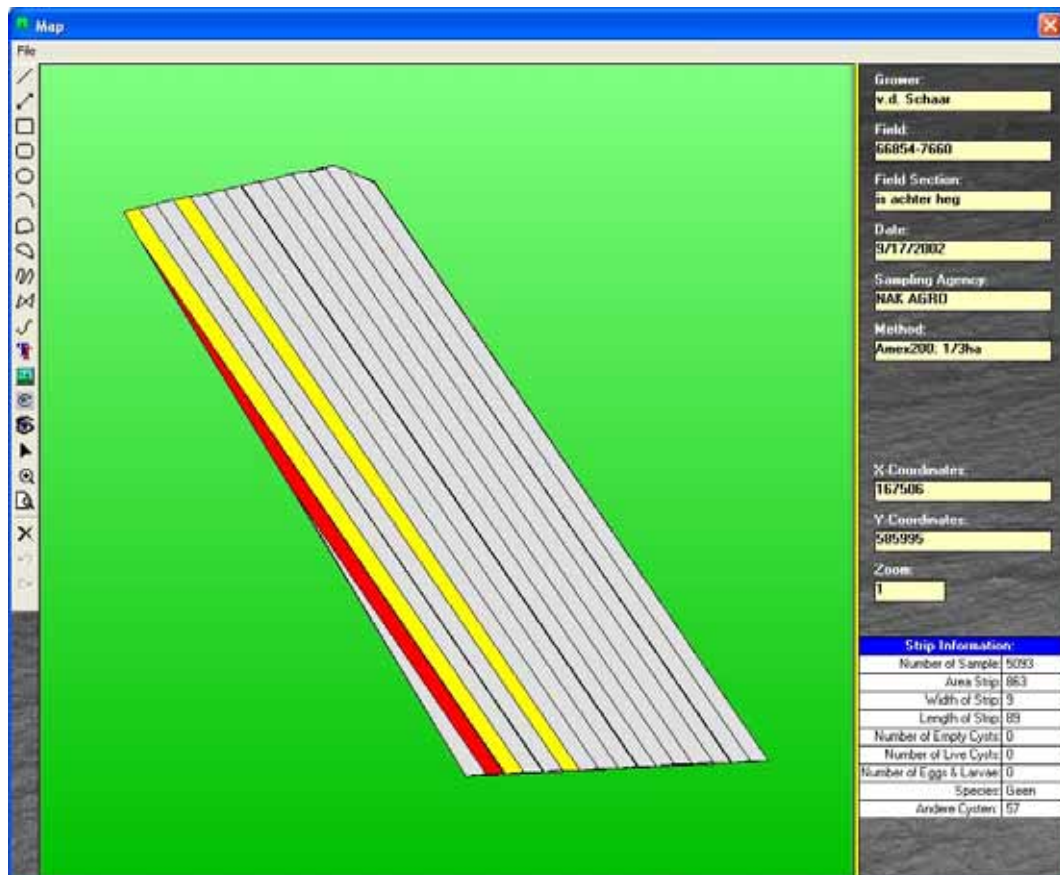 Map
File
Grower:
v.d. Schaar
Field:
66854-7660
Field Section:
is achter heg
Date:
9/17/2002
Sampling Agency:
NAK AGRO
Method:
Amex200: 1/3ha
X-Coordinates:
167506
Y-Coordinates:
585995
Zoom:
1
Strip Information:
Number of Sample: 5093
Area Strip: 863
Width of Strip: 9
Length of Strip: 89
Number of Empty Cysts: 0
Number of Live Cysts: 0
Number of Eggs & Larvae: 0
Species: Geen
Andere Cysten: 57